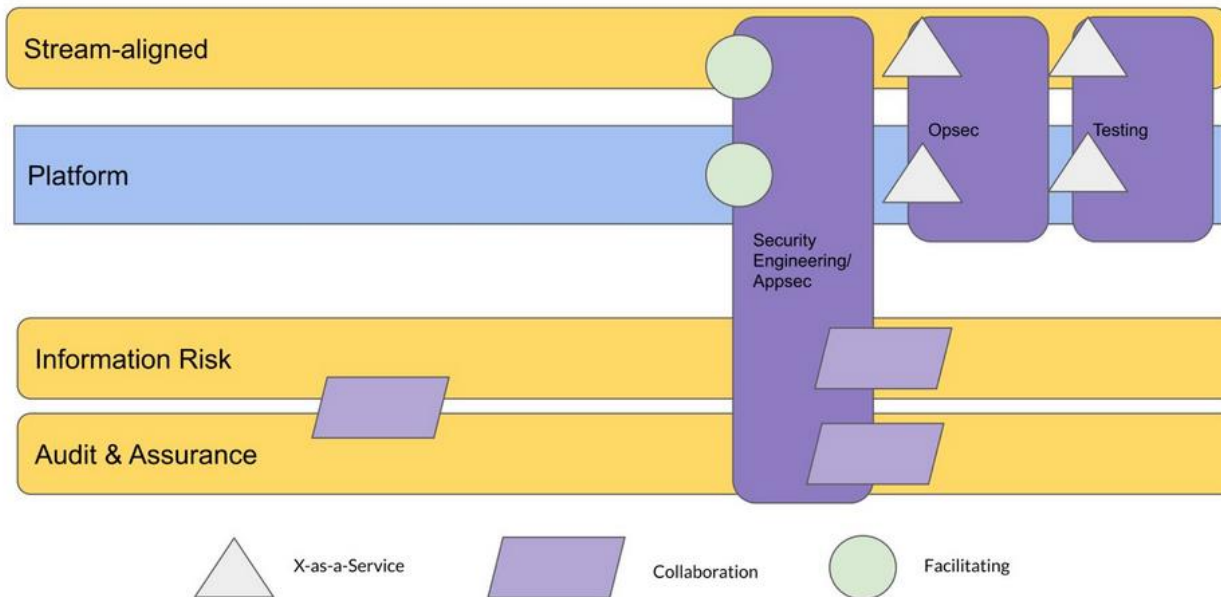 Stream-aligned
Opsec
Testing
Platform
Security
Engineering/
Appsec
Information Risk
Audit & Assurance
X-as-a-Service
Collaboration
Facilitating